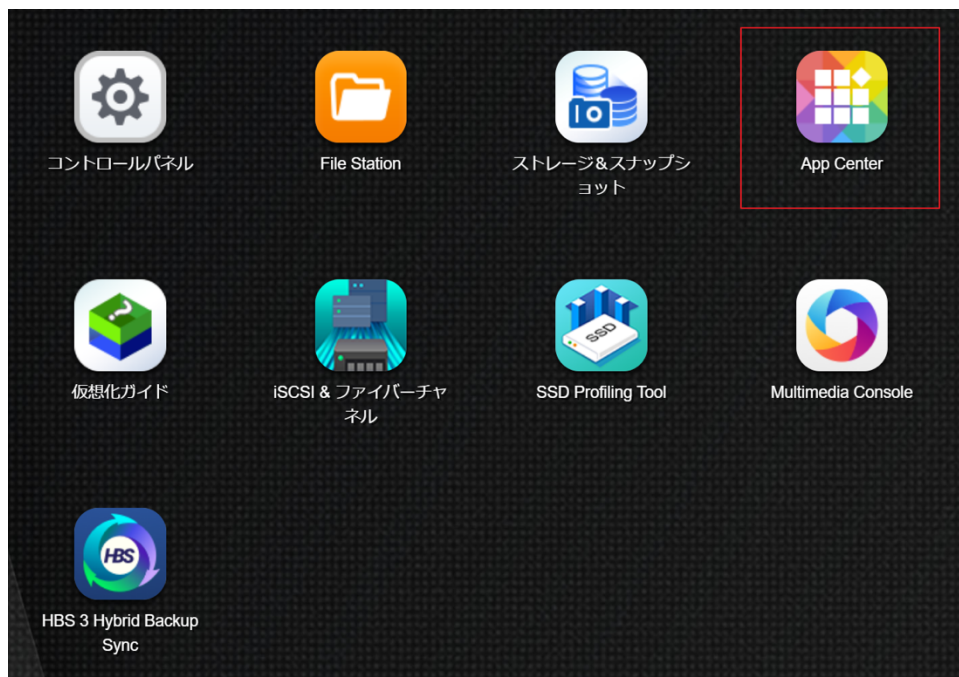 コントロールパネル
File Station
ストレージ&スナップシ
ョット
App Center
仮想化ガイド
iSCSI & ファイバーチャ
ネル
SSD
SSD Profiling Tool
Multimedia Console
HBS
HBS 3 Hybrid Backup
Sync